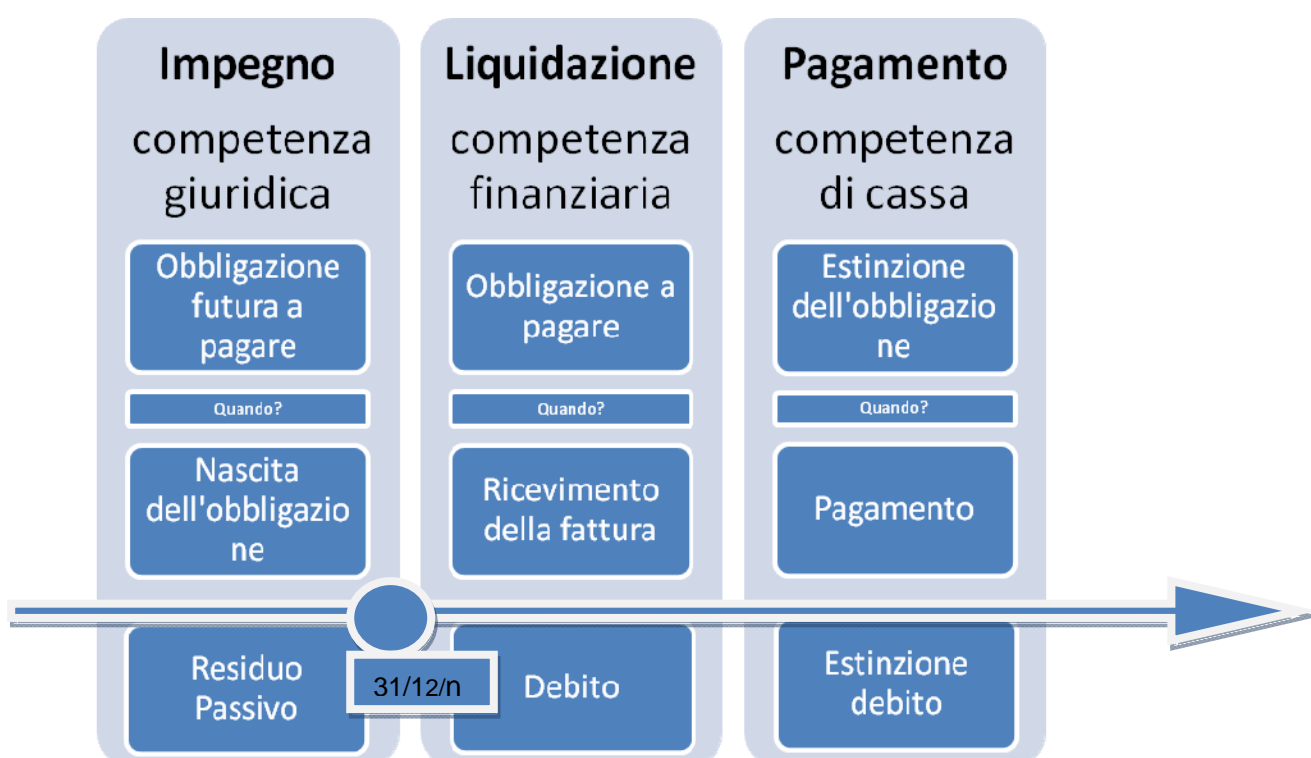 Impegno
competenza
giuridica
Obbligazione
futura a
pagare
Quando?
Nascita
dell'obbligazio
ne
Residuo
Passivo
31/12/n
Liquidazione
competenza
finanziaria
Obbligazione a
pagare
Quando?
Ricevimento
della fattura
Debito
Pagamento
competenza
di cassa
Estinzione
dell'obbligazio
ne
Quando?
Pagamento
Estinzione
debito